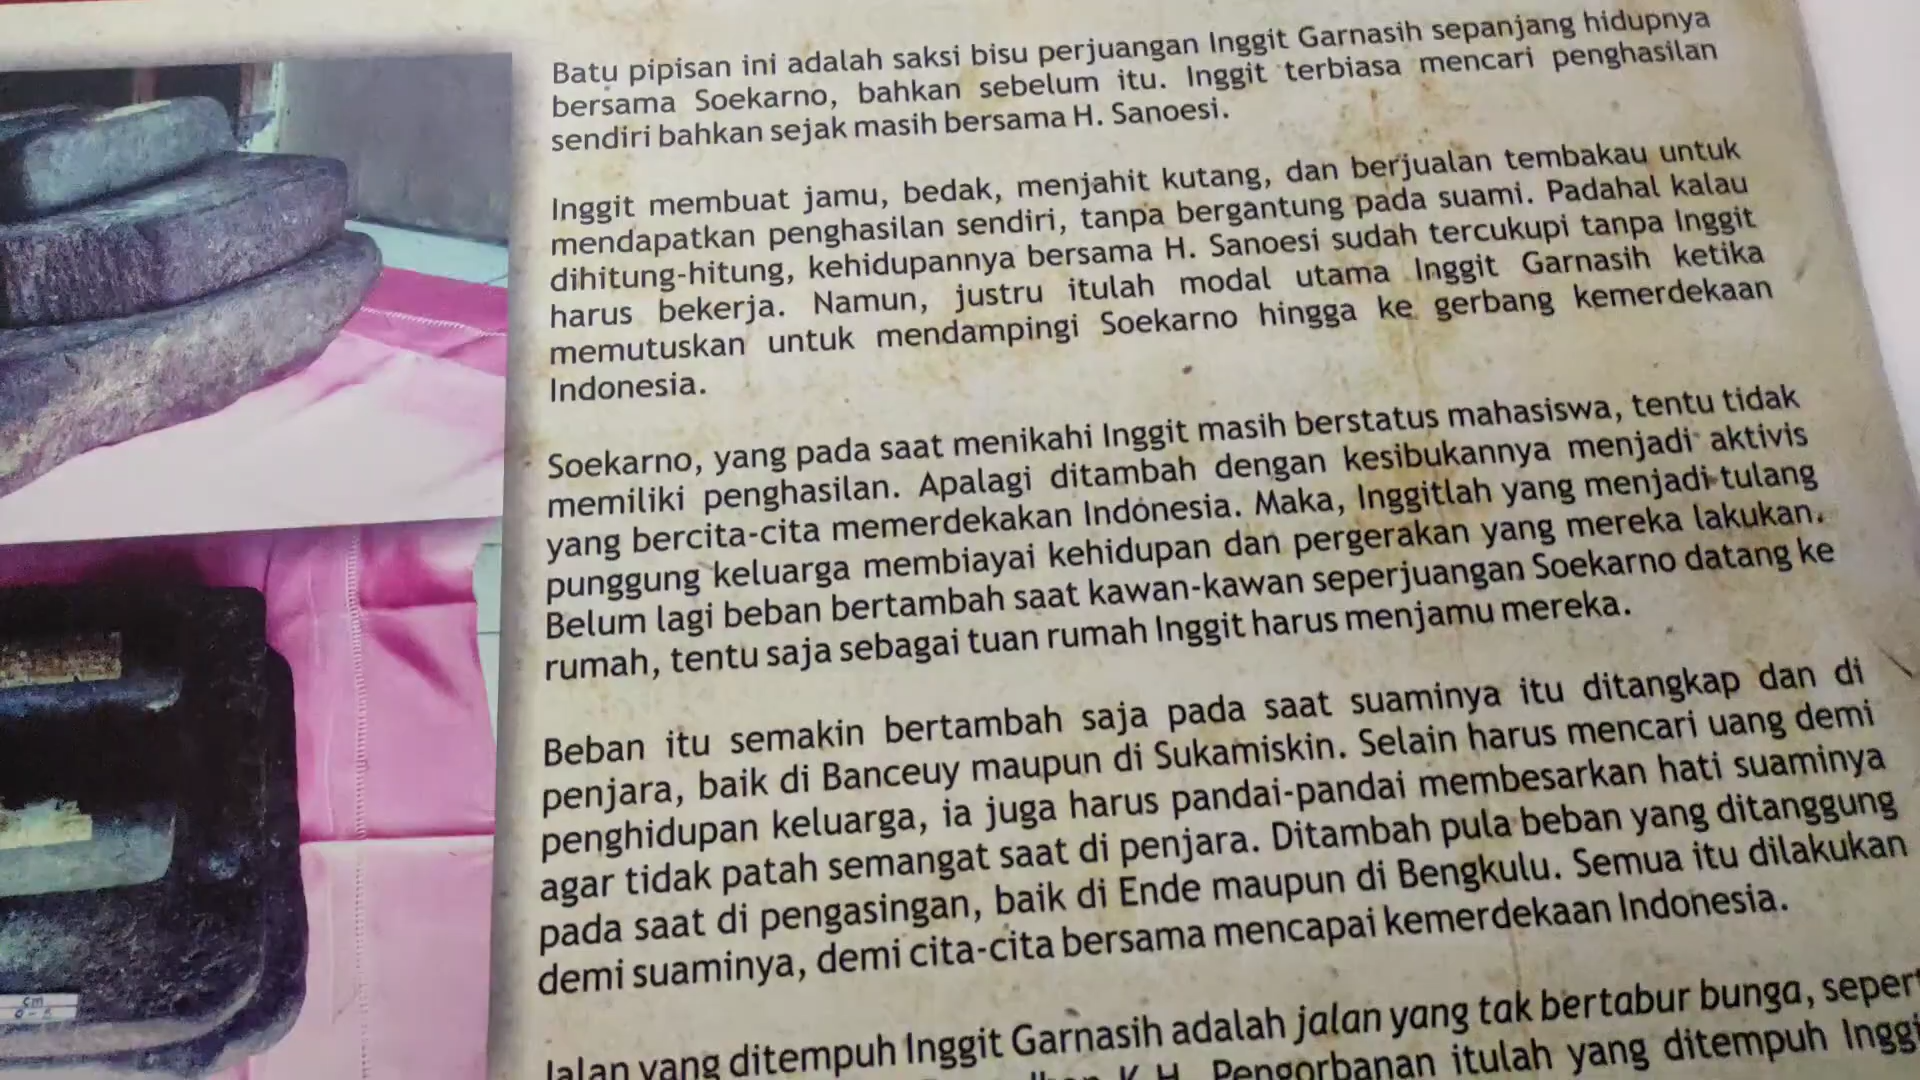 Batu pipisan ini adalah saksi bisu perjuangan Inggit Garnasih sepanjang hidupnya
bersama Soekarno, bahkan sebelum itu. Inggit terbiasa mencari penghasilan
sendiri bahkan sejak masih bersama H. Sanoesi.
Inggit membuat jamu, bedak, menjahit kutang, dan berjualan tembakau untuk
mendapatkan penghasilan sendiri, tanpa bergantung pada suami. Padahal kalau
dihitung-hitung, kehidupannya bersama H. Sanoesi sudah tercukupi tanpa Inggit
harus bekerja. Namun, justru itulah modal utama Inggit Garnasih ketika
memutuskan untuk mendampingi Soekarno hingga ke gerbang kemerdekaan
Indonesia.
Soekarno, yang pada saat menikahi Inggit masih berstatus mahasiswa, tentu tidak
memiliki penghasilan. Apalagi ditambah dengan kesibukannya menjadi aktivis
yang bercita-cita memerdekakan Indonesia. Maka, Inggitlah yang menjadi tulang
punggung keluarga membiayai kehidupan dan pergerakan yang mereka lakukan.
Belum lagi beban bertambah saat kawan-kawan seperjuangan Soekarno datang ke
rumah, tentu saja sebagai tuan rumah Inggit harus menjamu mereka.
Beban itu semakin bertambah saja pada saat suaminya itu ditangkap dan di
penjara, baik di Banceuy maupun di Sukamiskin. Selain harus mencari uang demi
penghidupan keluarga, ia juga harus pandai-pandai membesarkan hati suaminya
agar tidak patah semangat saat di penjara. Ditambah pula beban yang ditanggung
pada saat di pengasingan, baik di Ende maupun di Bengkulu. Semua itu dilakukan
demi suaminya, demi cita-cita bersama mencapai kemerdekaan Indonesia.
Jalan yang ditempuh Inggit Garnasih adalah jalan yang tak bertabur bunga,
K.H. Pengorbanan itulah yang ditempuh
cm